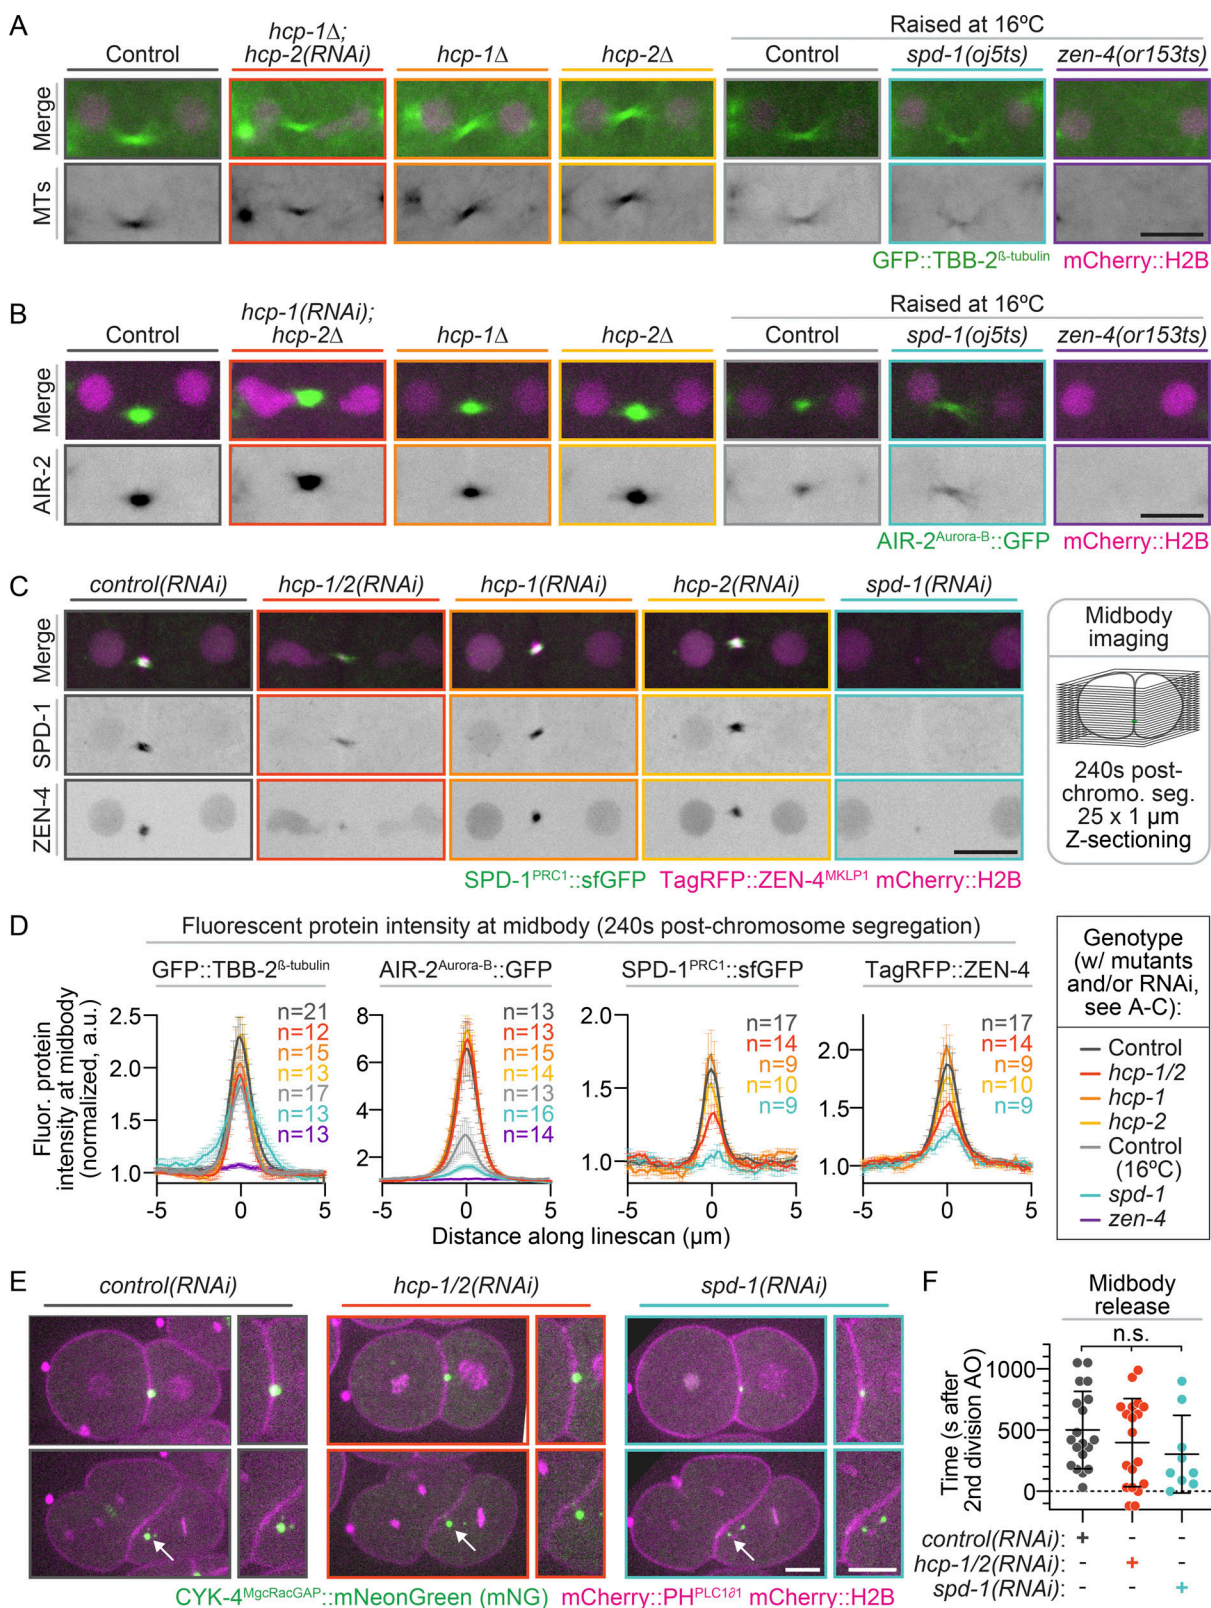 A
Control
hcp-1Δ;
hcp-2(RNAi)
hcp-1Δ
hcp-2Δ
Raised at 16ºC
Control
spd-1(oj5ts)
zen-4(or153ts)
Merge
MTs
GFP::TBB-2ß-tubulin mCherry::H2B
B
Control
hcp-1(RNAi);
hcp-2Δ
hcp-1Δ
hcp-2Δ
Raised at 16ºC
Control
spd-1(oj5ts)
zen-4(or153ts)
Merge
AIR-2
AIR-2Aurora-B::GFP mCherry::H2B
C
control(RNAi)
hcp-1/2(RNAi)
hcp-1(RNAi)
hcp-2(RNAi)
spd-1(RNAi)
Merge
SPD-1
ZEN-4
SPD-1PRC1::sfGFP TagRFP::ZEN-4MKLP1 mCherry::H2B
Midbody
imaging
240s post-
chromo. seg.
25 x 1 µm
Z-sectioning
D
Fluorescent protein intensity at midbody (240s post-chromosome segregation)
Fluor. protein
intensity at midbody
(normalized, a.u.)
GFP::TBB-2ß-tubulin
2.5
2.0
1.5
1.0
n=21
n=12
n=15
n=13
n=17
n=13
n=13
-5 0 5
AIR-2Aurora-B::GFP
8
6
4
2
n=13
n=13
n=15
n=14
n=13
n=16
n=14
-5 0 5
SPD-1PRC1::sfGFP
2.0
1.5
1.0
n=17
n=14
n=9
n=10
n=9
-5 0 5
TagRFP::ZEN-4
2.0
1.5
1.0
n=17
n=14
n=9
n=10
n=9
-5 0 5
Distance along linescan (µm)
Genotype
(w/ mutants
and/or RNAi,
see A-C):
Control
hcp-1/2
hcp-1
hcp-2
Control
(16ºC)
spd-1
zen-4
E
control(RNAi)
hcp-1/2(RNAi)
spd-1(RNAi)
CYK-4MgcRacGAP::mNeonGreen (mNG) mCherry::PHPLC1∂1 mCherry::H2B
F
Midbody
release
n.s.
Time (s after
2nd division AO)
1000
500
0
control(RNAi): + - -
hcp-1/2(RNAi): - + -
spd-1(RNAi): - - +